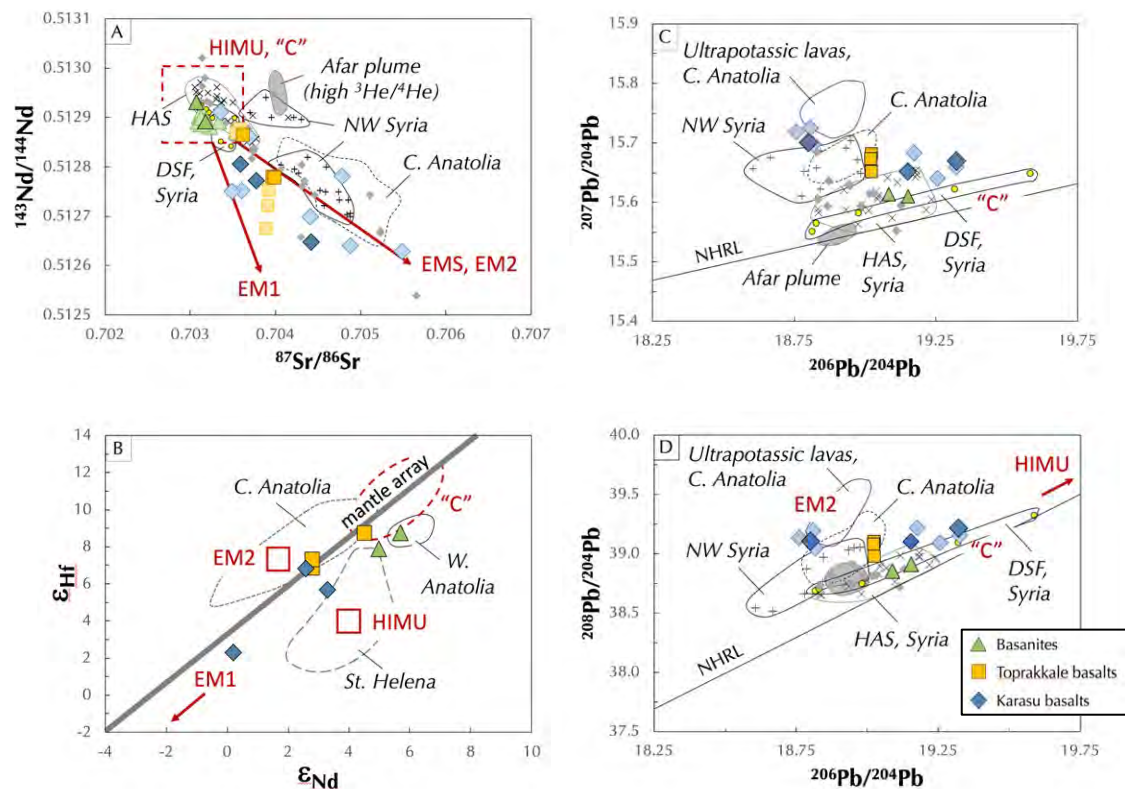 A
0.5131
0.5130
0.5129
0.5128
0.5127
0.5126
0.5125
¹⁴³Nd/¹⁴⁴Nd
HIMU, “C”
Afar plume
(high ³He/⁴He)
HAS
NW Syria
DSF,
Syria
C. Anatolia
EMS, EM2
EM1
0.702
0.703
0.704
0.705
0.706
0.707
⁸⁷Sr/⁸⁶Sr
C
15.9
15.8
15.7
15.6
15.5
15.4
²⁰⁷Pb/²⁰⁴Pb
Ultrapotassic lavas,
C. Anatolia
C. Anatolia
NW Syria
“C”
NHRL
DSF,
Syria
HAS,
Syria
Afar plume
18.25
18.75
19.25
19.75
²⁰⁶Pb/²⁰⁴Pb
B
14
12
10
8
6
4
2
0
-2
εHf
C. Anatolia
mantle array
“C”
EM2
W.
Anatolia
HIMU
St. Helena
EM1
-4
-2
0
2
4
6
8
10
εNd
D
40.0
39.5
39.0
38.5
38.0
37.5
²⁰⁸Pb/²⁰⁴Pb
Ultrapotassic lavas,
C. Anatolia
HIMU
EM2
C. Anatolia
NW Syria
“C”
DSF,
Syria
HAS, Syria
NHRL
Basanites
Toprakkale basalts
Karasu basalts
18.25
18.75
19.25
19.75
²⁰⁶Pb/²⁰⁴Pb